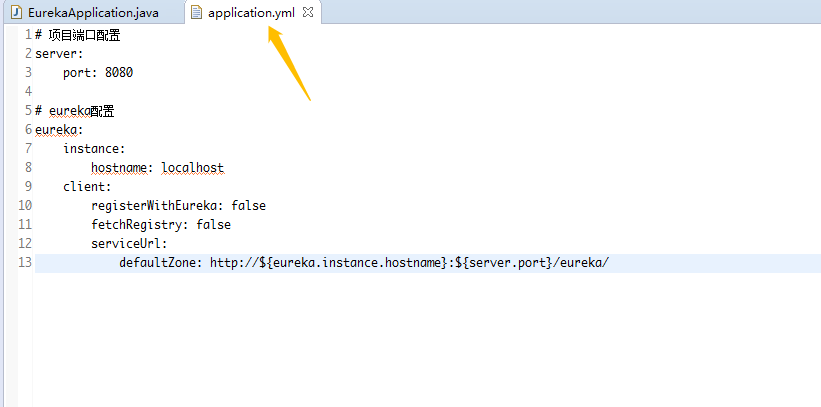 EurekaApplication.java
application.yml
1 # 项目端口配置
2 server:
3     port: 8080
4
5 # eureka配置
6 eureka:
7     instance:
8         hostname: localhost
9     client:
10         registerWithEureka: false
11         fetchRegistry: false
12         serviceUrl:
13             defaultZone: http://${eureka.instance.hostname}:${server.port}/eureka/